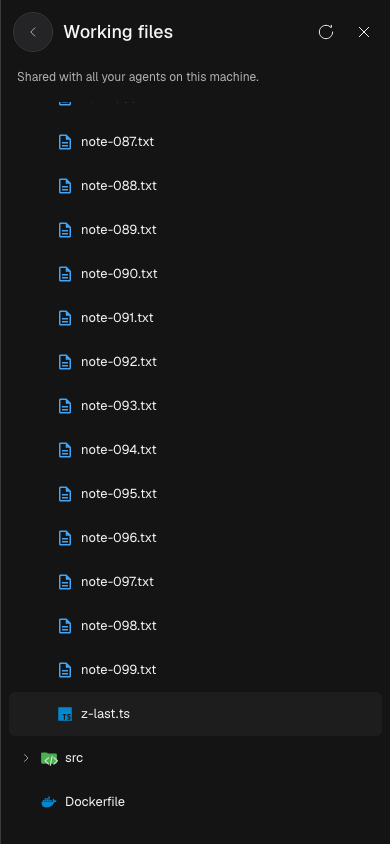 Working files
Shared with all your agents on this machine.
note-087.txt
note-088.txt
note-089.txt
note-090.txt
note-091.txt
note-092.txt
note-093.txt
note-094.txt
note-095.txt
note-096.txt
note-097.txt
note-098.txt
note-099.txt
TS z-last.ts
src
Dockerfile